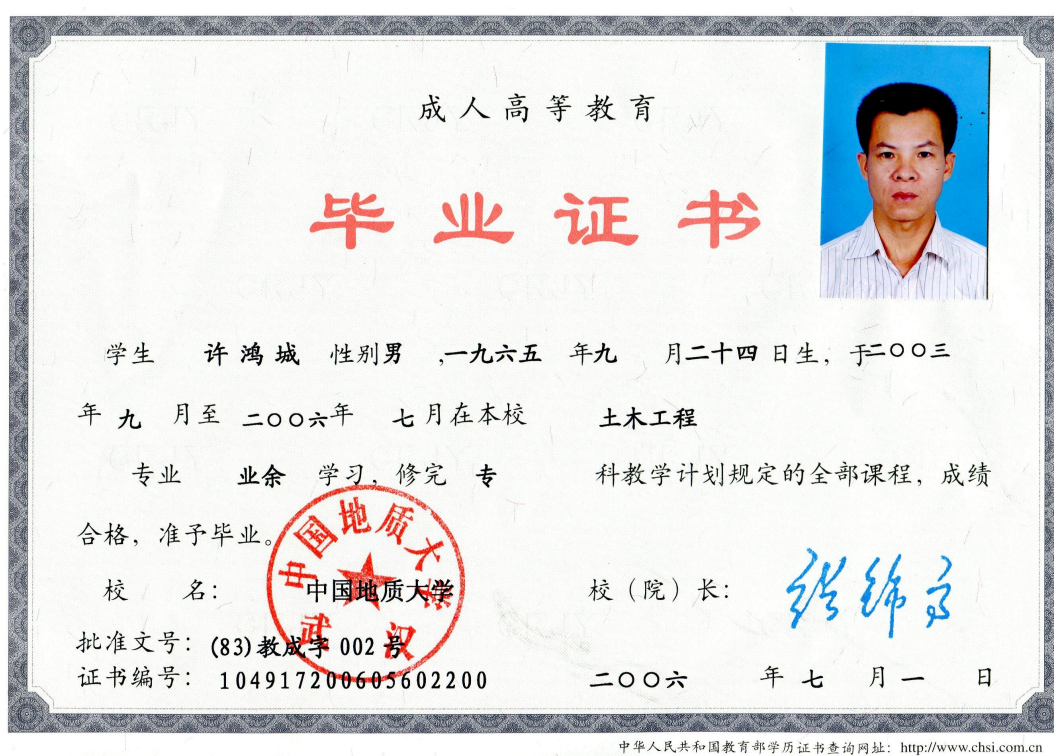 成人高等教育
毕业证书
学生 许鸿城 性别男 ,一九六五 年九 月二十四日生，于二〇〇三
年九 月至 二〇〇六年 七月在本校 土木工程
专业 业余 学习，修完 专 科教学计划规定的全部课程，成绩
合格，准予毕业。
中国地质大学
武汉
校 名： 中国地质大学 校（院）长：
批准文号：(83)教成字 002 号
证书编号：104917200605602200 二〇〇六 年 七 月 一 日
中华人民共和国教育部学历证书查询网址：http://www.chsi.com.cn